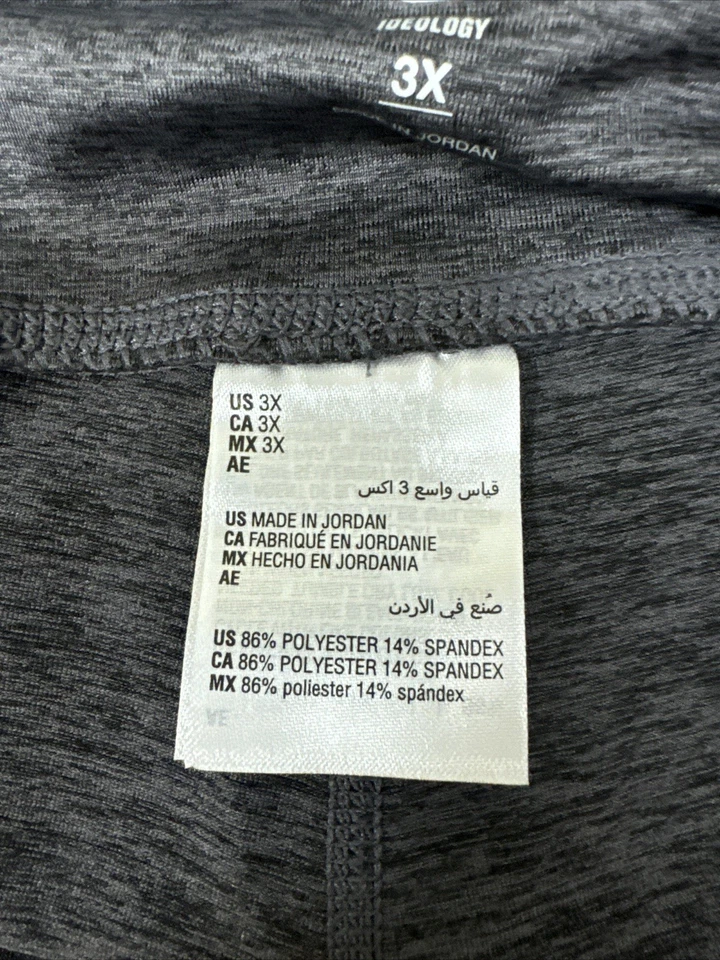 IDEOLOGY
3X
IN JORDAN
US 3X
CA 3X
MX 3X
AE
قياس واسع 3 اكس
US MADE IN JORDAN
CA FABRIQUÉ EN JORDANIE
MX HECHO EN JORDANIA
AE
صُنع في الأردن
US 86% POLYESTER 14% SPANDEX
CA 86% POLYESTER 14% SPANDEX
MX 86% poliester 14% spándex